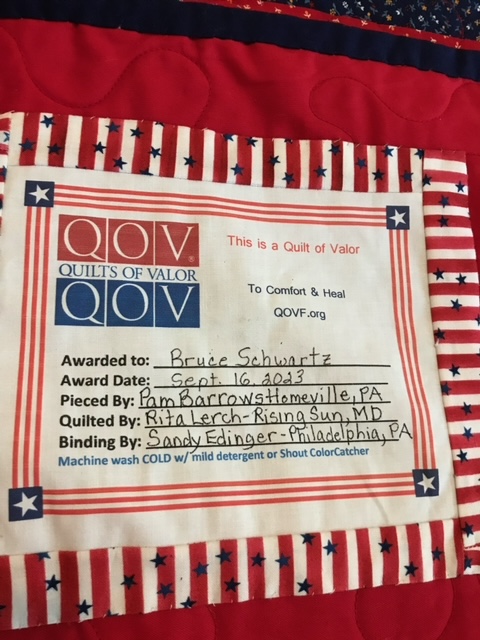 QOV®
QUILTS OF VALOR
QOV
This is a Quilt of Valor
To Comfort & Heal
QOVF.org
Awarded to: Bruce Schwartz
Award Date: Sept. 16, 2023
Pieced By: Pam Barrows Homeville, PA
Quilted By: Rita Lerch-Rising Sun, MD
Binding By: Sandy Edinger-Philadelphia, PA
Machine wash COLD w/ mild detergent or Shout ColorCatcher